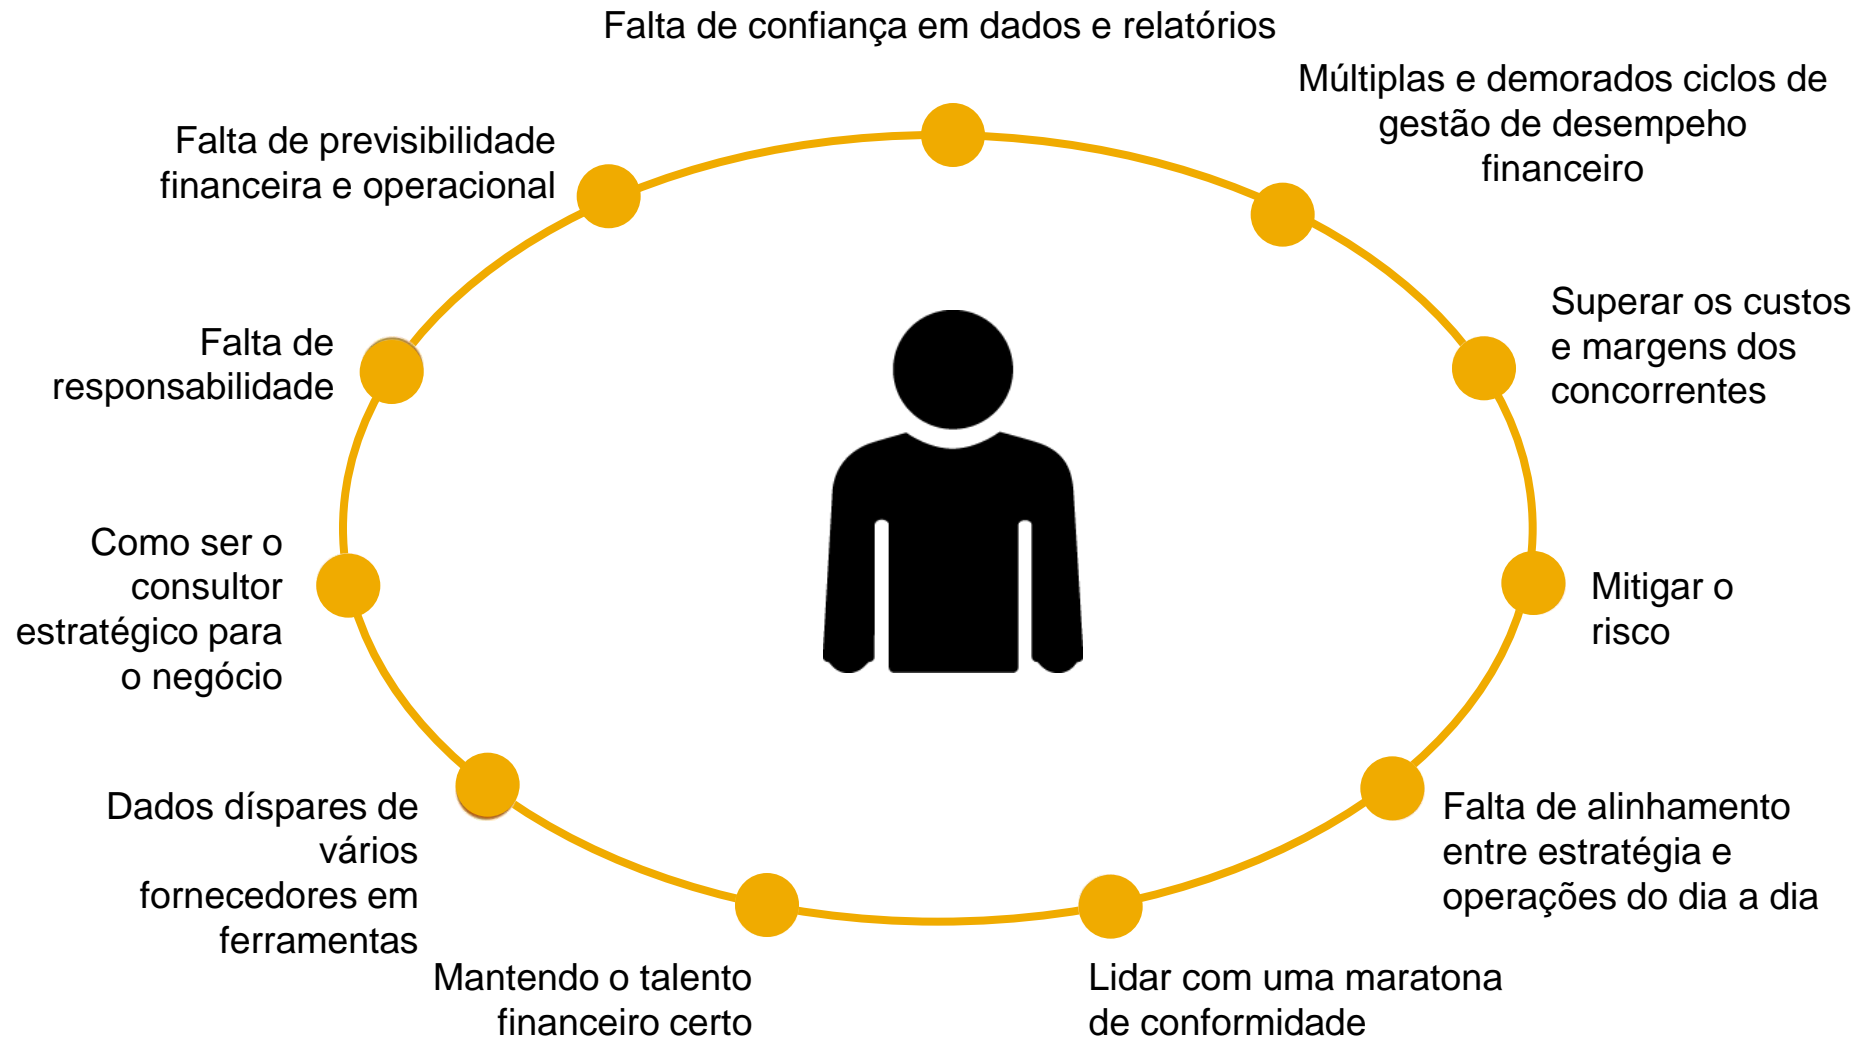 Falta de confiança em dados e relatórios
Múltiplas e demorados ciclos de
gestão de desempeho
financeiro
Superar os custos
e margens dos
concorrentes
Mitigar o
risco
Falta de alinhamento
entre estratégia e
operações do dia a dia
Lidar com uma maratona
de conformidade
Mantendo o talento
financeiro certo
Dados díspares de
vários
fornecedores em
ferramentas
Como ser o
consultor
estratégico para
o negócio
Falta de
responsabilidade
Falta de previsibilidade
financeira e operacional